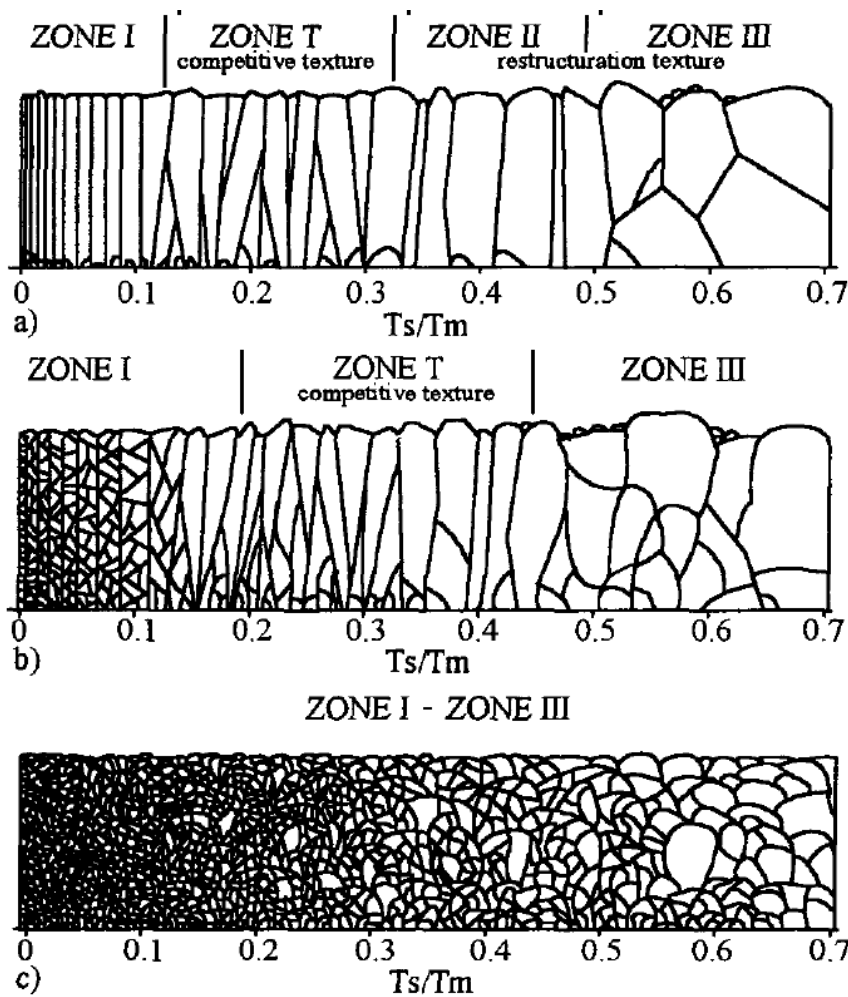 ZONE I ZONE T ZONE II ZONE III
competitive texture restructuration texture
0 0.1 0.2 0.3 0.4 0.5 0.6 0.7
a) Ts/Tm
ZONE I ZONE T ZONE III
competitive texture
0 0.1 0.2 0.3 0.4 0.5 0.6 0.7
b) Ts/Tm
ZONE I - ZONE III
0 0.1 0.2 0.3 0.4 0.5 0.6 0.7
c) Ts/Tm